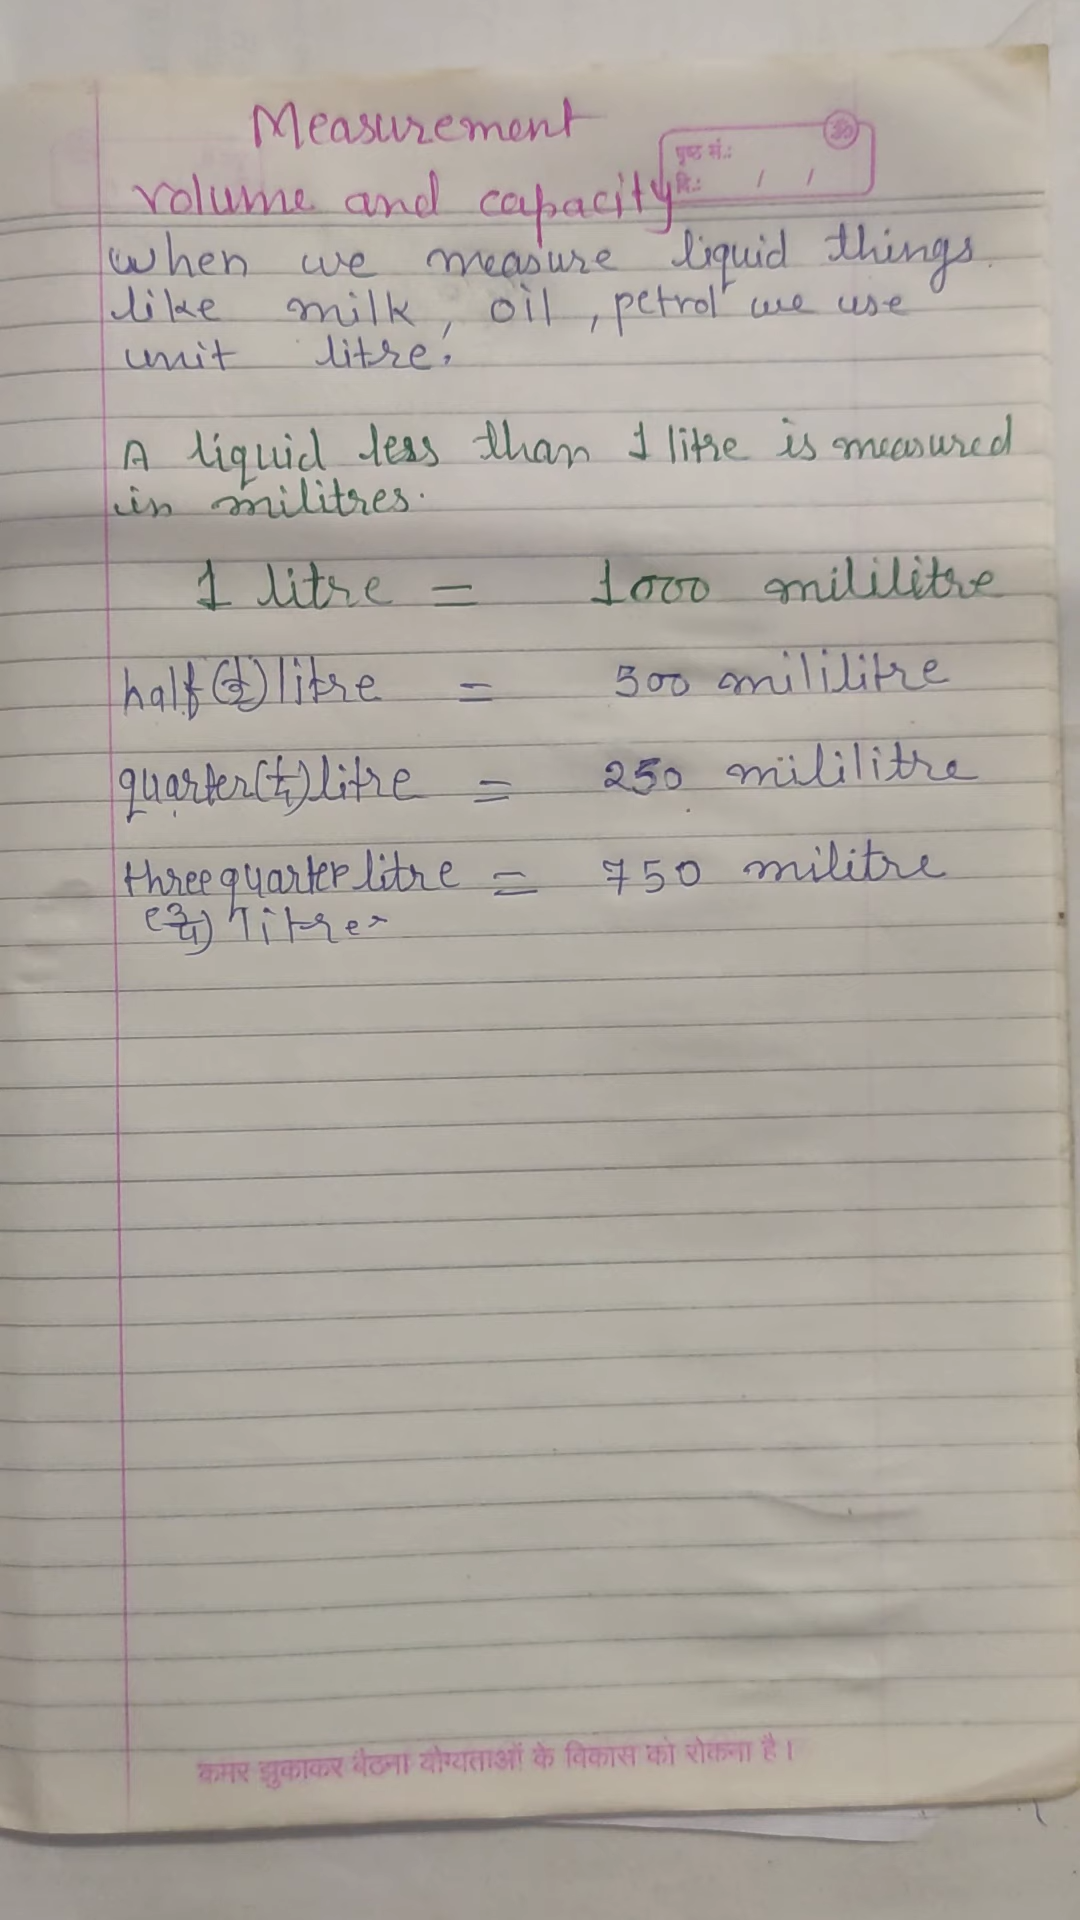 Measurement
पृष्ठ सं.:
volume and capacity
दि.: / /
when we measure liquid things
like milk, oil, petrol we use
unit litre.
A liquid less than 1 litre is measured
in militres.
1 litre = 1000 mililitre
half (1/2) litre = 500 mililitre
quarter (1/4) litre = 250 mililitre
three quarter litre = 750 militre
(3/4) litre
कमर झुकाकर बैठना योग्यताओं के विकास को रोकना है।